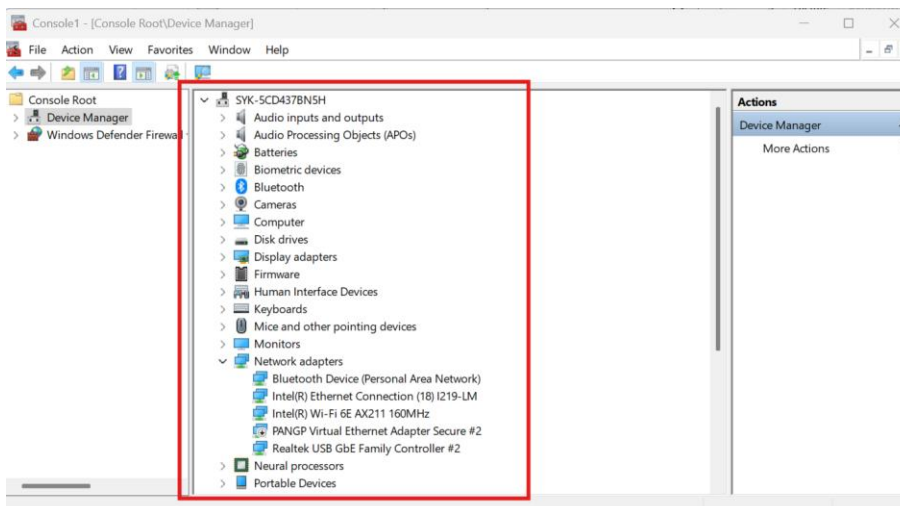 Console1 - [Console Root\Device Manager]
File Action View Favorites Window Help
Console Root
Device Manager
Windows Defender Firewall
SYK-5CD437BN5H
Audio inputs and outputs
Audio Processing Objects (APOs)
Batteries
Biometric devices
Bluetooth
Cameras
Computer
Disk drives
Display adapters
Firmware
Human Interface Devices
Keyboards
Mice and other pointing devices
Monitors
Network adapters
Bluetooth Device (Personal Area Network)
Intel(R) Ethernet Connection (18) I219-LM
Intel(R) Wi-Fi 6E AX211 160MHz
PANGP Virtual Ethernet Adapter Secure #2
Realtek USB GbE Family Controller #2
Neural processors
Portable Devices
Actions
Device Manager
More Actions